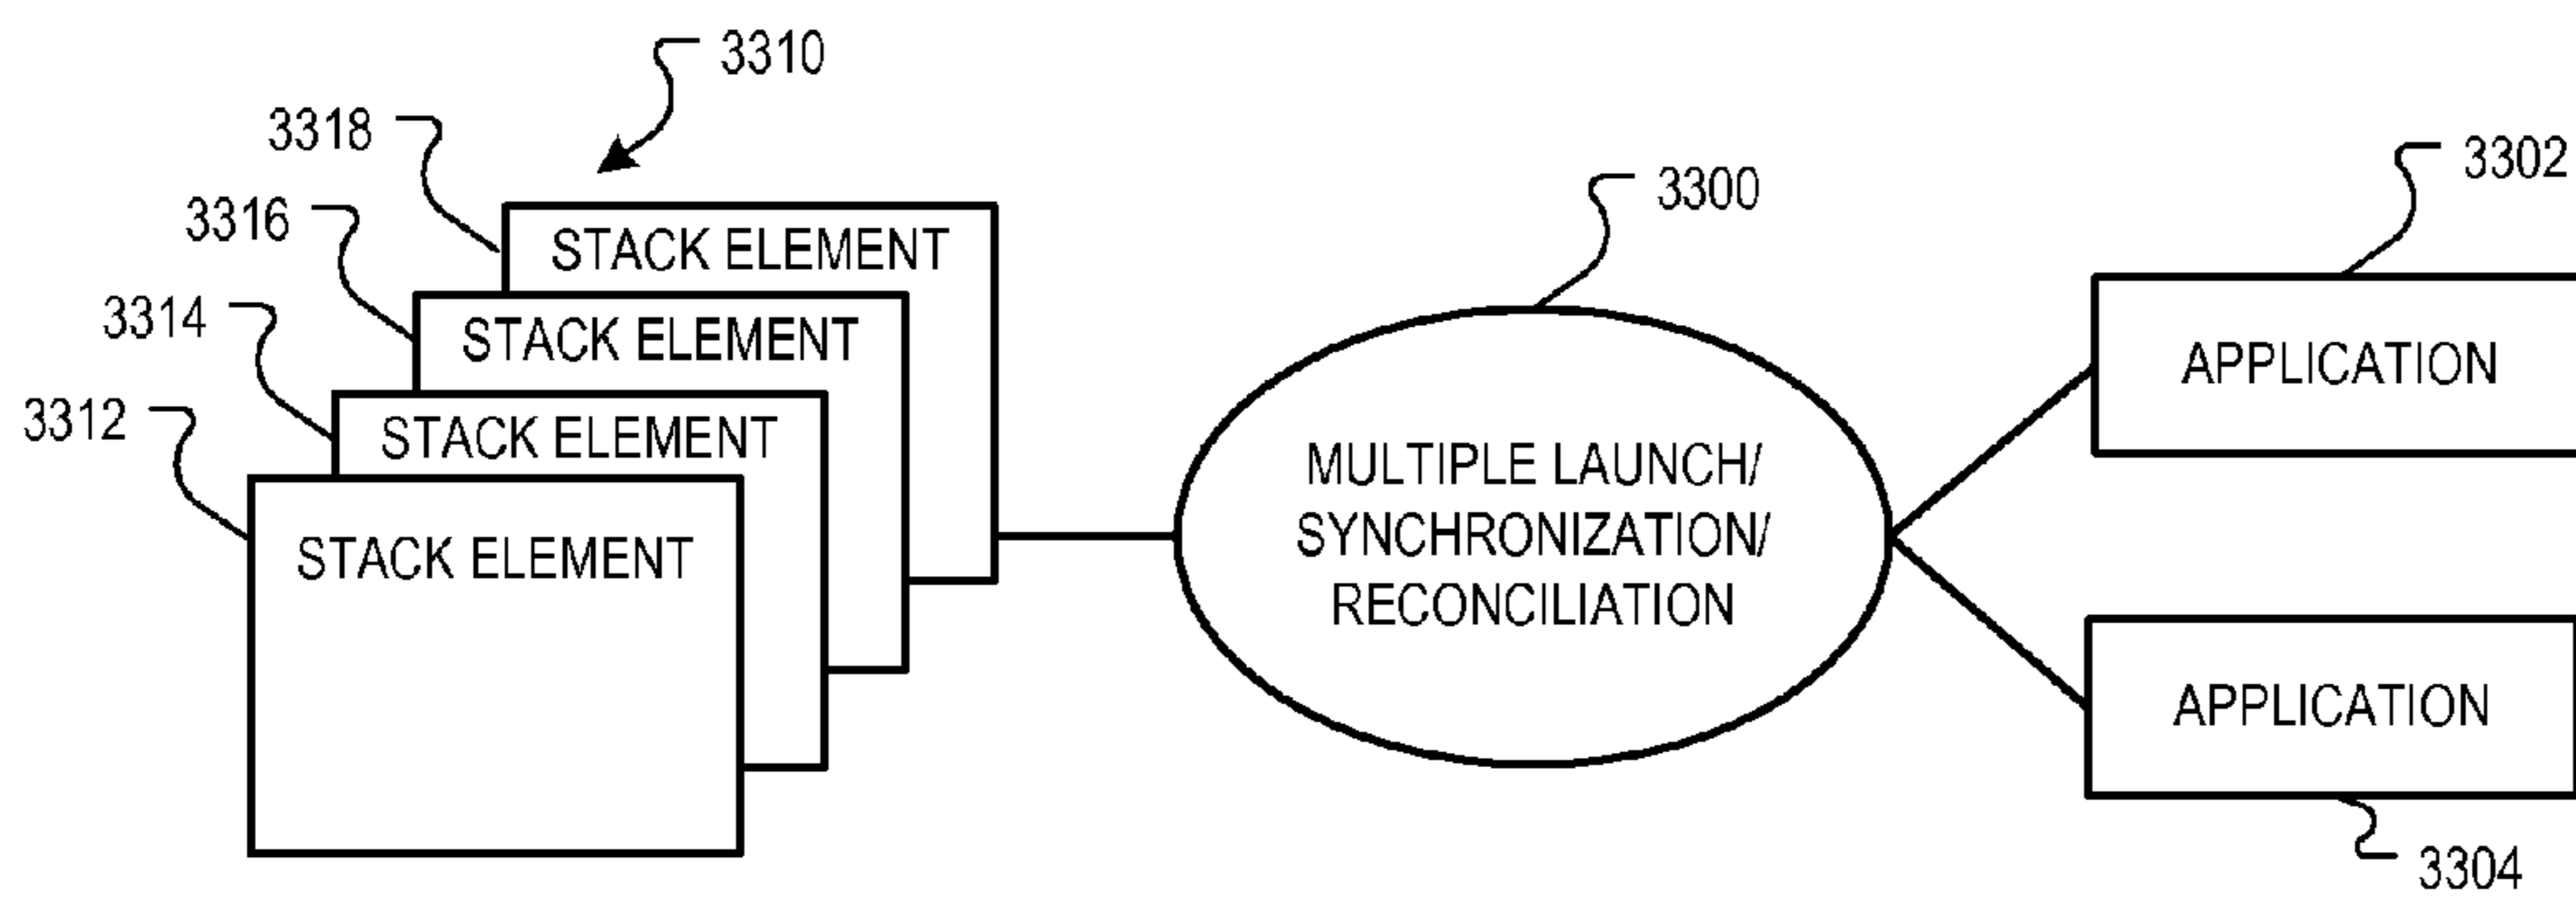 3310
3318
3302
3300
3316
STACK ELEMENT
3314
STACK ELEMENT
APPLICATION
3312
STACK ELEMENT
MULTIPLE LAUNCH/
SYNCHRONIZATION/
RECONCILIATION
STACK ELEMENT
APPLICATION
3304